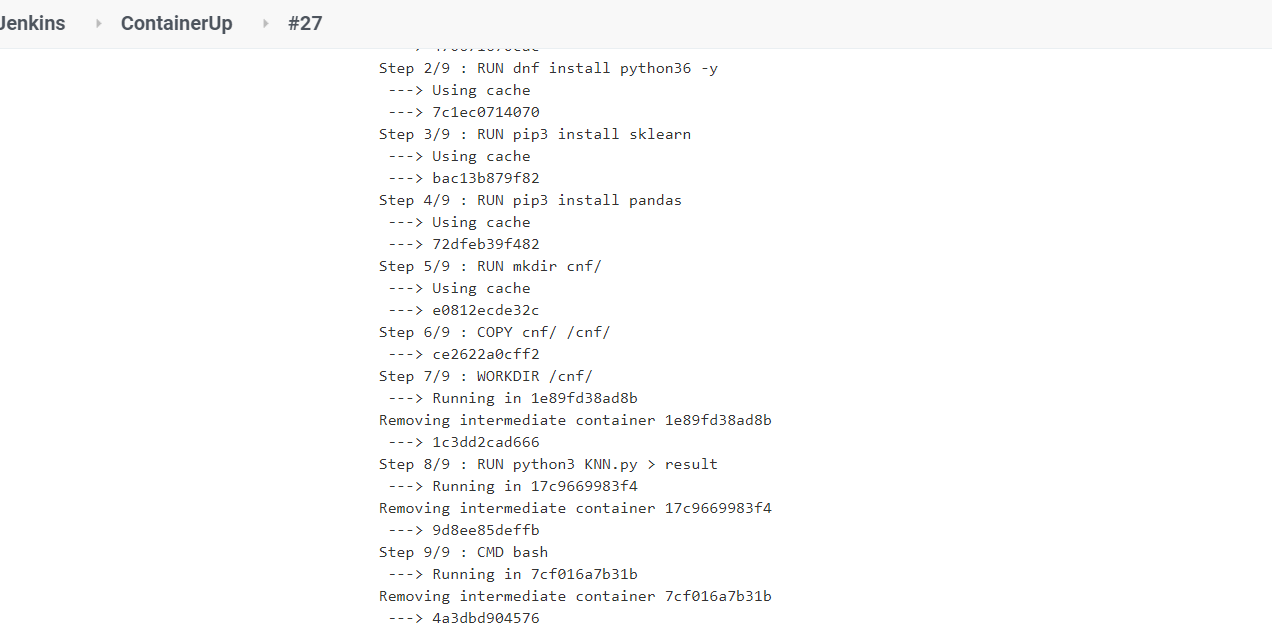 Jenkins ContainerUp #27
Step 2/9 : RUN dnf install python36 -y
---> Using cache
---> 7c1ec0714070
Step 3/9 : RUN pip3 install sklearn
---> Using cache
---> bac13b879f82
Step 4/9 : RUN pip3 install pandas
---> Using cache
---> 72dfeb39f482
Step 5/9 : RUN mkdir cnf/
---> Using cache
---> e0812ecde32c
Step 6/9 : COPY cnf/ /cnf/
---> ce2622a0cff2
Step 7/9 : WORKDIR /cnf/
---> Running in 1e89fd38ad8b
Removing intermediate container 1e89fd38ad8b
---> 1c3dd2cad666
Step 8/9 : RUN python3 KNN.py > result
---> Running in 17c9669983f4
Removing intermediate container 17c9669983f4
---> 9d8ee85deffb
Step 9/9 : CMD bash
---> Running in 7cf016a7b31b
Removing intermediate container 7cf016a7b31b
---> 4a3dbd904576